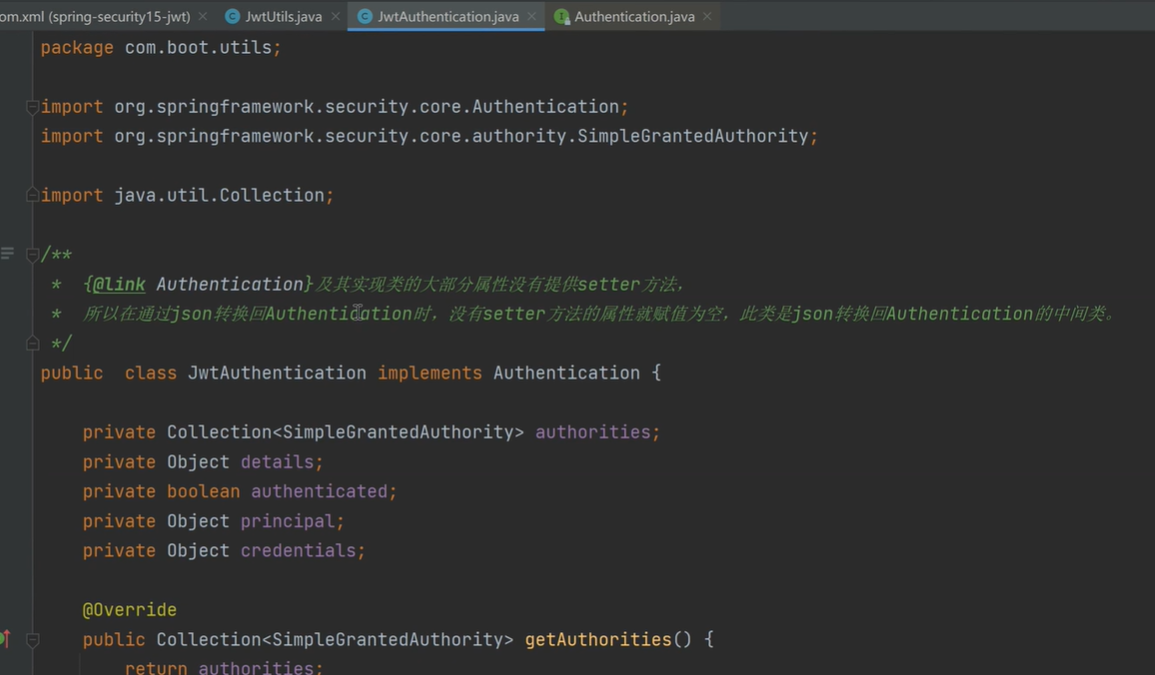 om.xml (spring-security15-jwt) JwtUtils.java JwtAuthentication.java Authentication.java
package com.boot.utils;
import org.springframework.security.core.Authentication;
import org.springframework.security.core.authority.SimpleGrantedAuthority;
import java.util.Collection;
/**
* {@link Authentication}及其实现类的大部分属性没有提供setter方法,
* 所以在通过json转换回Authentication时，没有setter方法的属性就赋值为空，此类是json转换回Authentication的中间类。
*/
public class JwtAuthentication implements Authentication {
private Collection<SimpleGrantedAuthority> authorities;
private Object details;
private boolean authenticated;
private Object principal;
private Object credentials;
@Override
public Collection<SimpleGrantedAuthority> getAuthorities() {
return authorities;